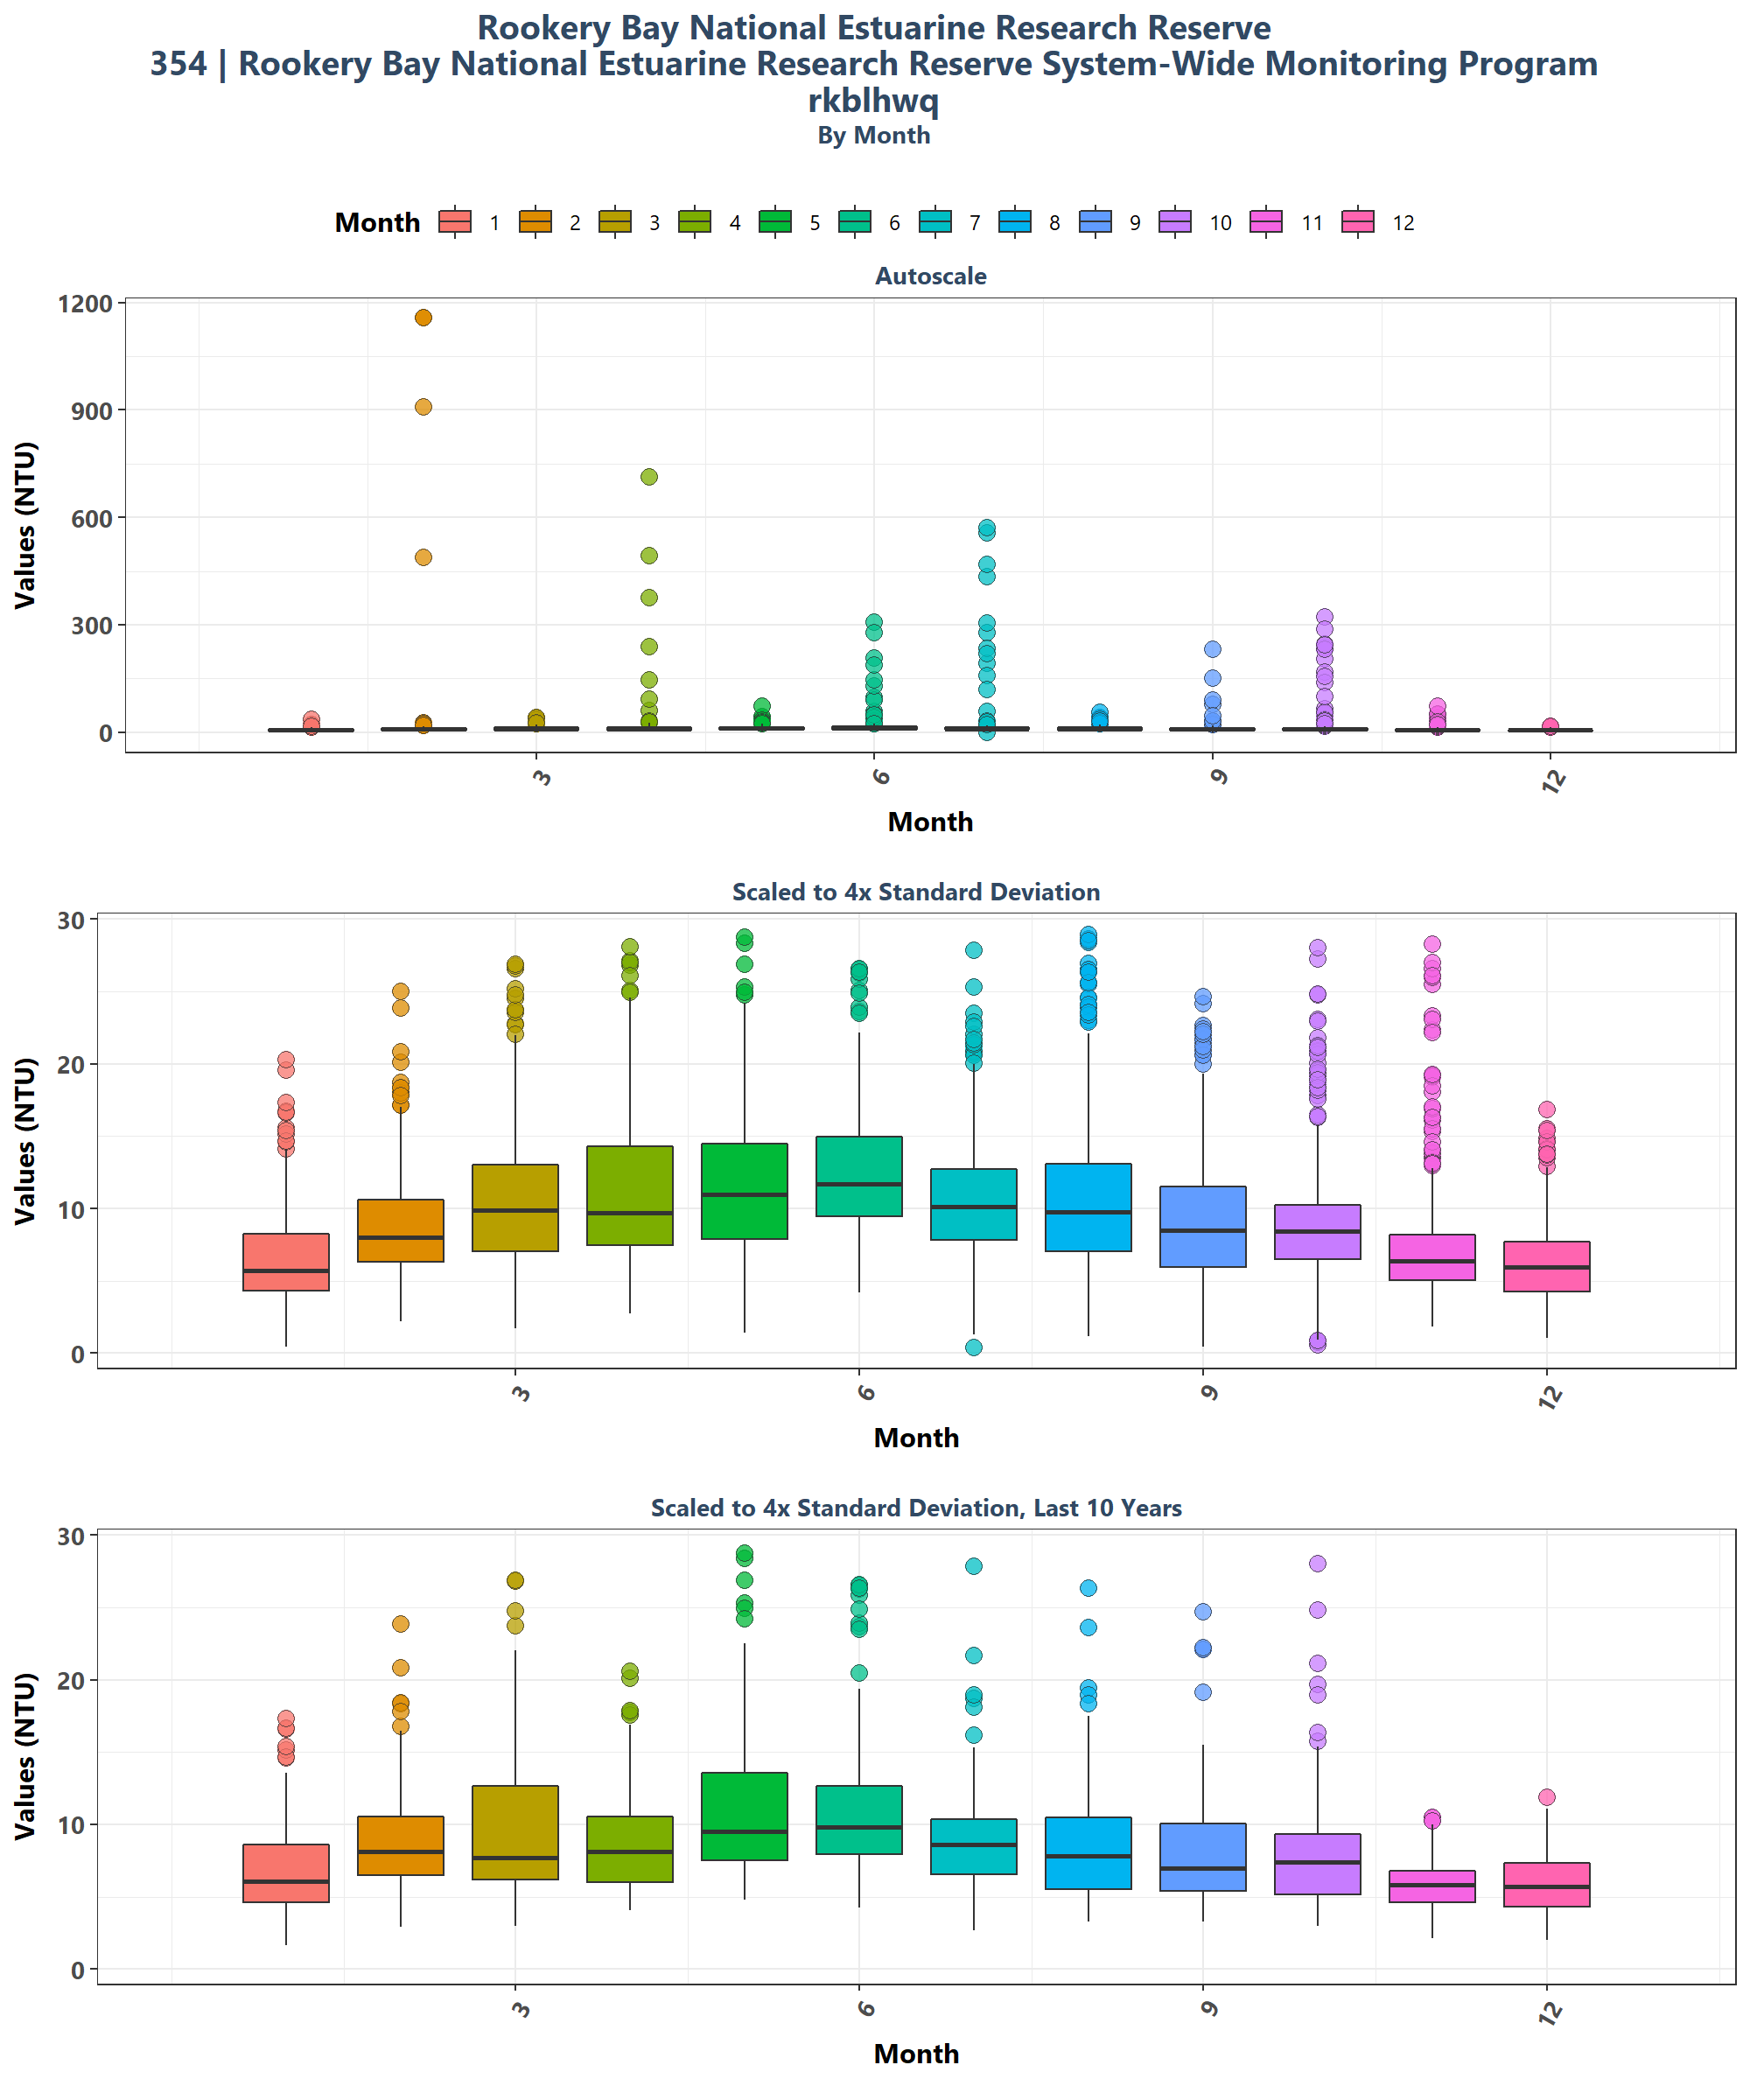 Rookery Bay National Estuarine Research Reserve
354 | Rookery Bay National Estuarine Research Reserve System-Wide Monitoring Program
rkblhwq
By Month
Month 1 2 3 4 5 6 7 8 9 10 11 12
Autoscale
1200
900
600
300
0
Values (NTU)
3 6 9 12
Month
Scaled to 4x Standard Deviation
30
20
10
0
Values (NTU)
3 6 9 12
Month
Scaled to 4x Standard Deviation, Last 10 Years
30
20
10
0
Values (NTU)
3 6 9 12
Month